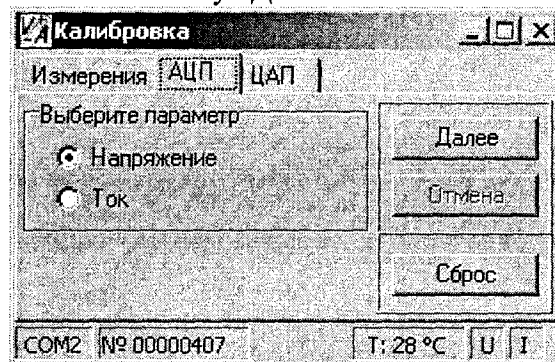 Калибровка
Измерения АЦП ЦАП
Выберите параметр
Напряжение
Ток
Далее
Отмена
Сброс
COM2 № 00000407 T: 28 °C U I